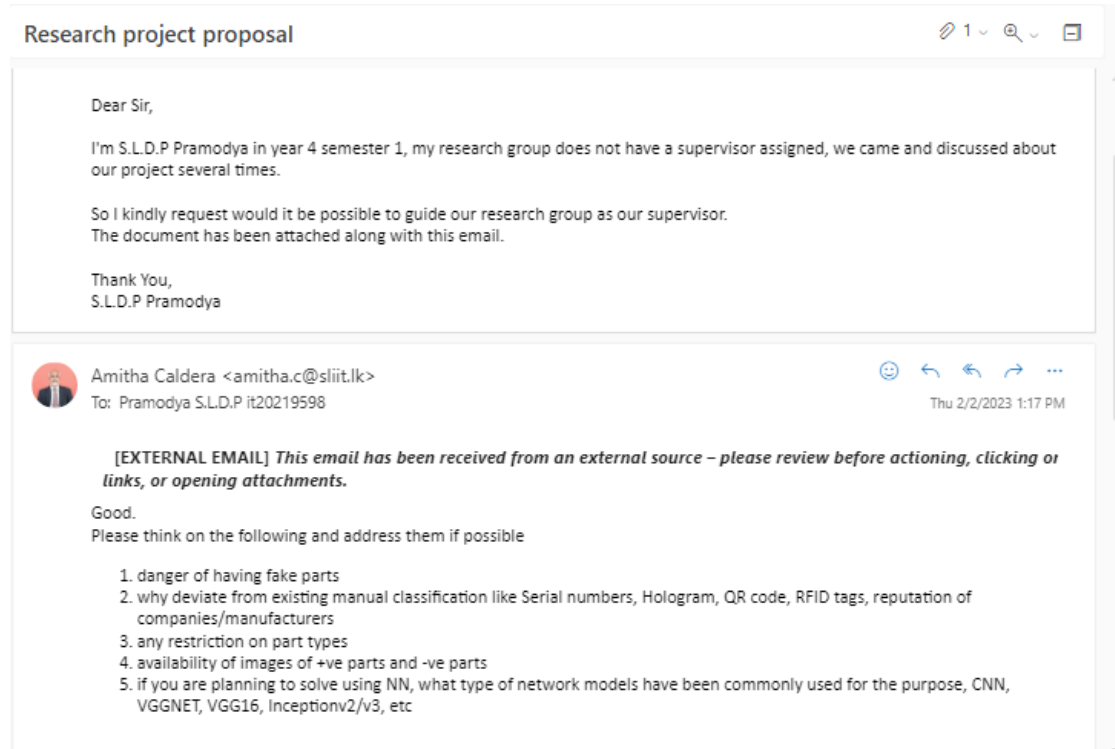 Research project proposal
1
Dear Sir,
I'm S.L.D.P Pramodya in year 4 semester 1, my research group does not have a supervisor assigned, we came and discussed about
our project several times.
So I kindly request would it be possible to guide our research group as our supervisor.
The document has been attached along with this email.
Thank You,
S.L.D.P Pramodya
Amitha Caldera <amitha.c@sliit.lk>
To: Pramodya S.L.D.P it20219598
Thu 2/2/2023 1:17 PM
[EXTERNAL EMAIL] This email has been received from an external source – please review before actioning, clicking or
links, or opening attachments.
Good.
Please think on the following and address them if possible
1. danger of having fake parts
2. why deviate from existing manual classification like Serial numbers, Hologram, QR code, RFID tags, reputation of
companies/manufacturers
3. any restriction on part types
4. availability of images of +ve parts and -ve parts
5. if you are planning to solve using NN, what type of network models have been commonly used for the purpose, CNN,
VGGNET, VGG16, Inceptionv2/v3, etc